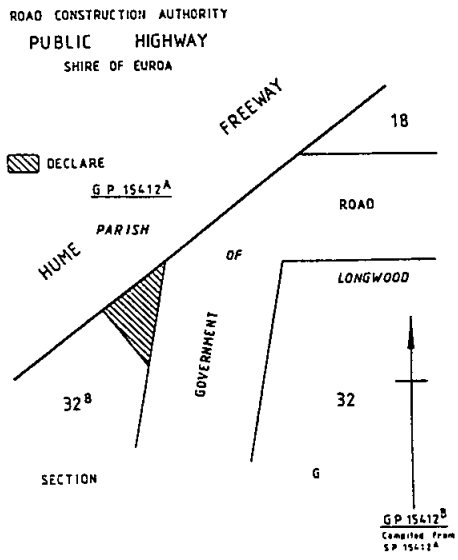 ROAD CONSTRUCTION AUTHORITY
PUBLIC HIGHWAY
SHIRE OF EUROA
FREEWAY
18
DECLARE
G P 15412A
ROAD
PARISH
OF
HUME
LONGWOOD
GOVERNMENT
32B
32
SECTION
G
G P 15412B
Compiled from
S P 15412A